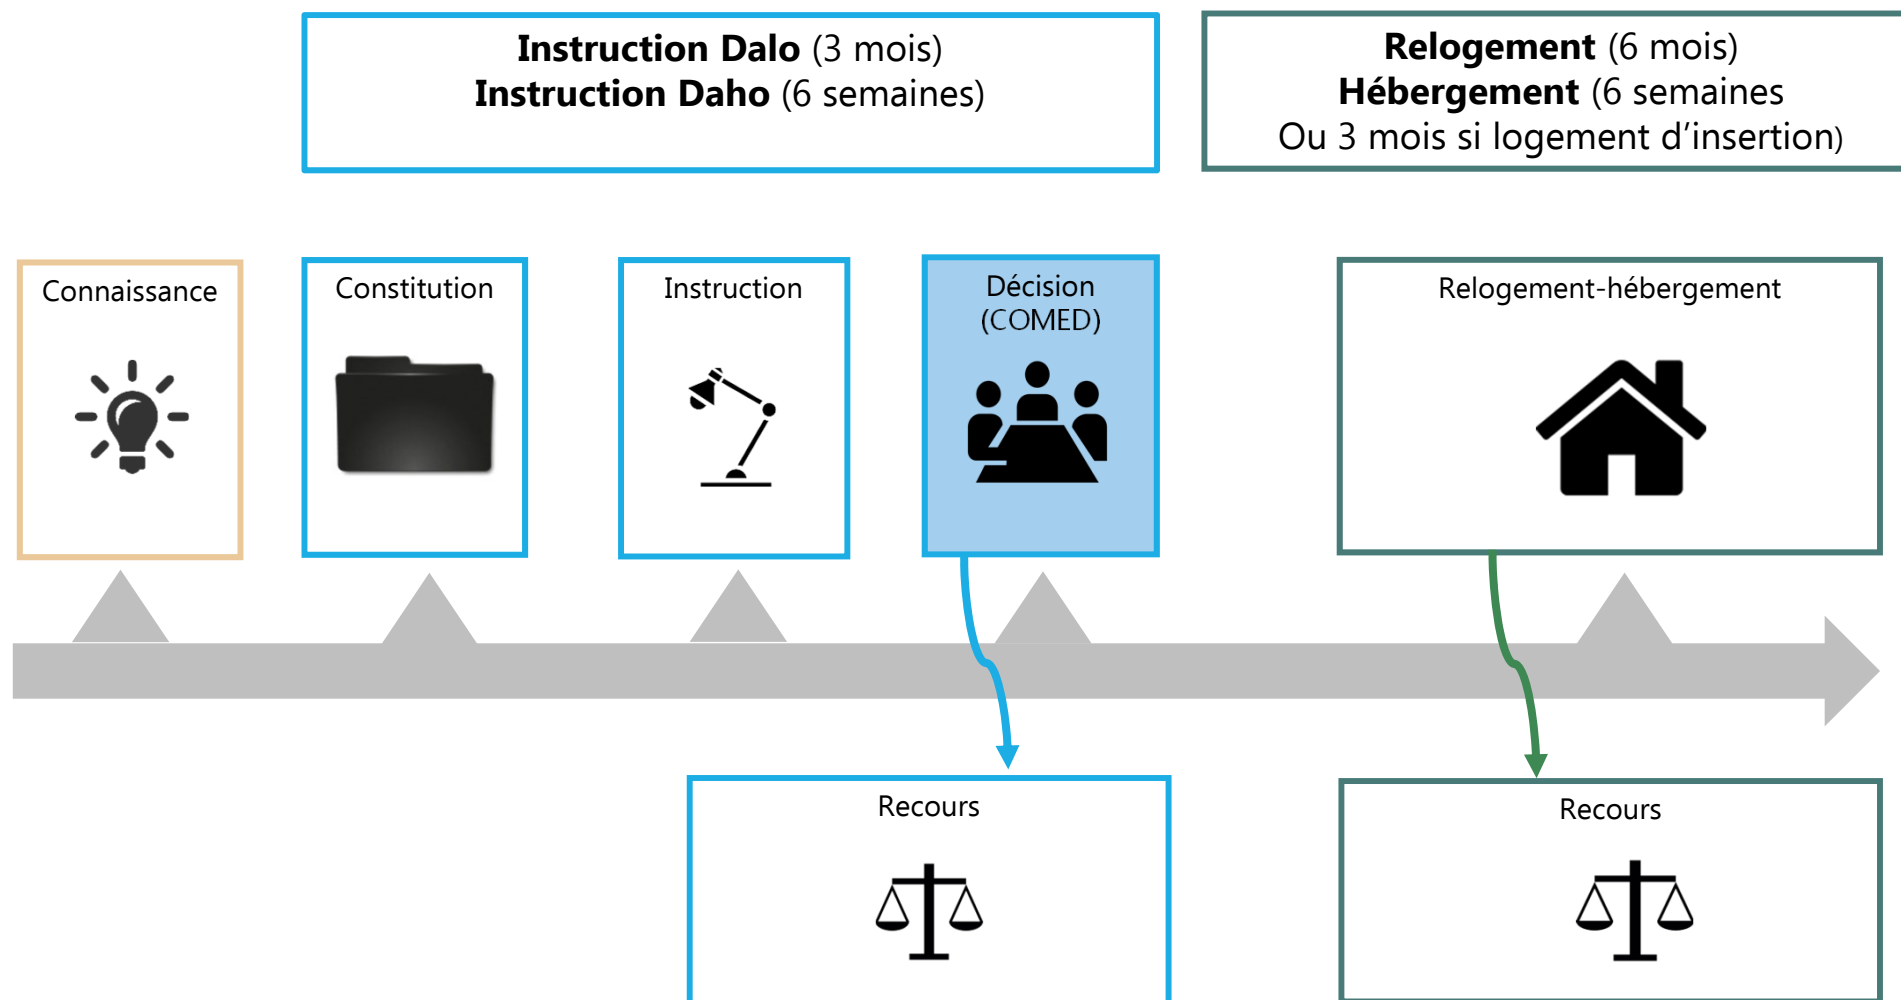 Instruction Dalo (3 mois)
Instruction Daho (6 semaines)
Relogement (6 mois)
Hébergement (6 semaines
Ou 3 mois si logement d’insertion)
Connaissance
Constitution
Instruction
Décision
(COMED)
Relogement-hébergement
Recours
Recours